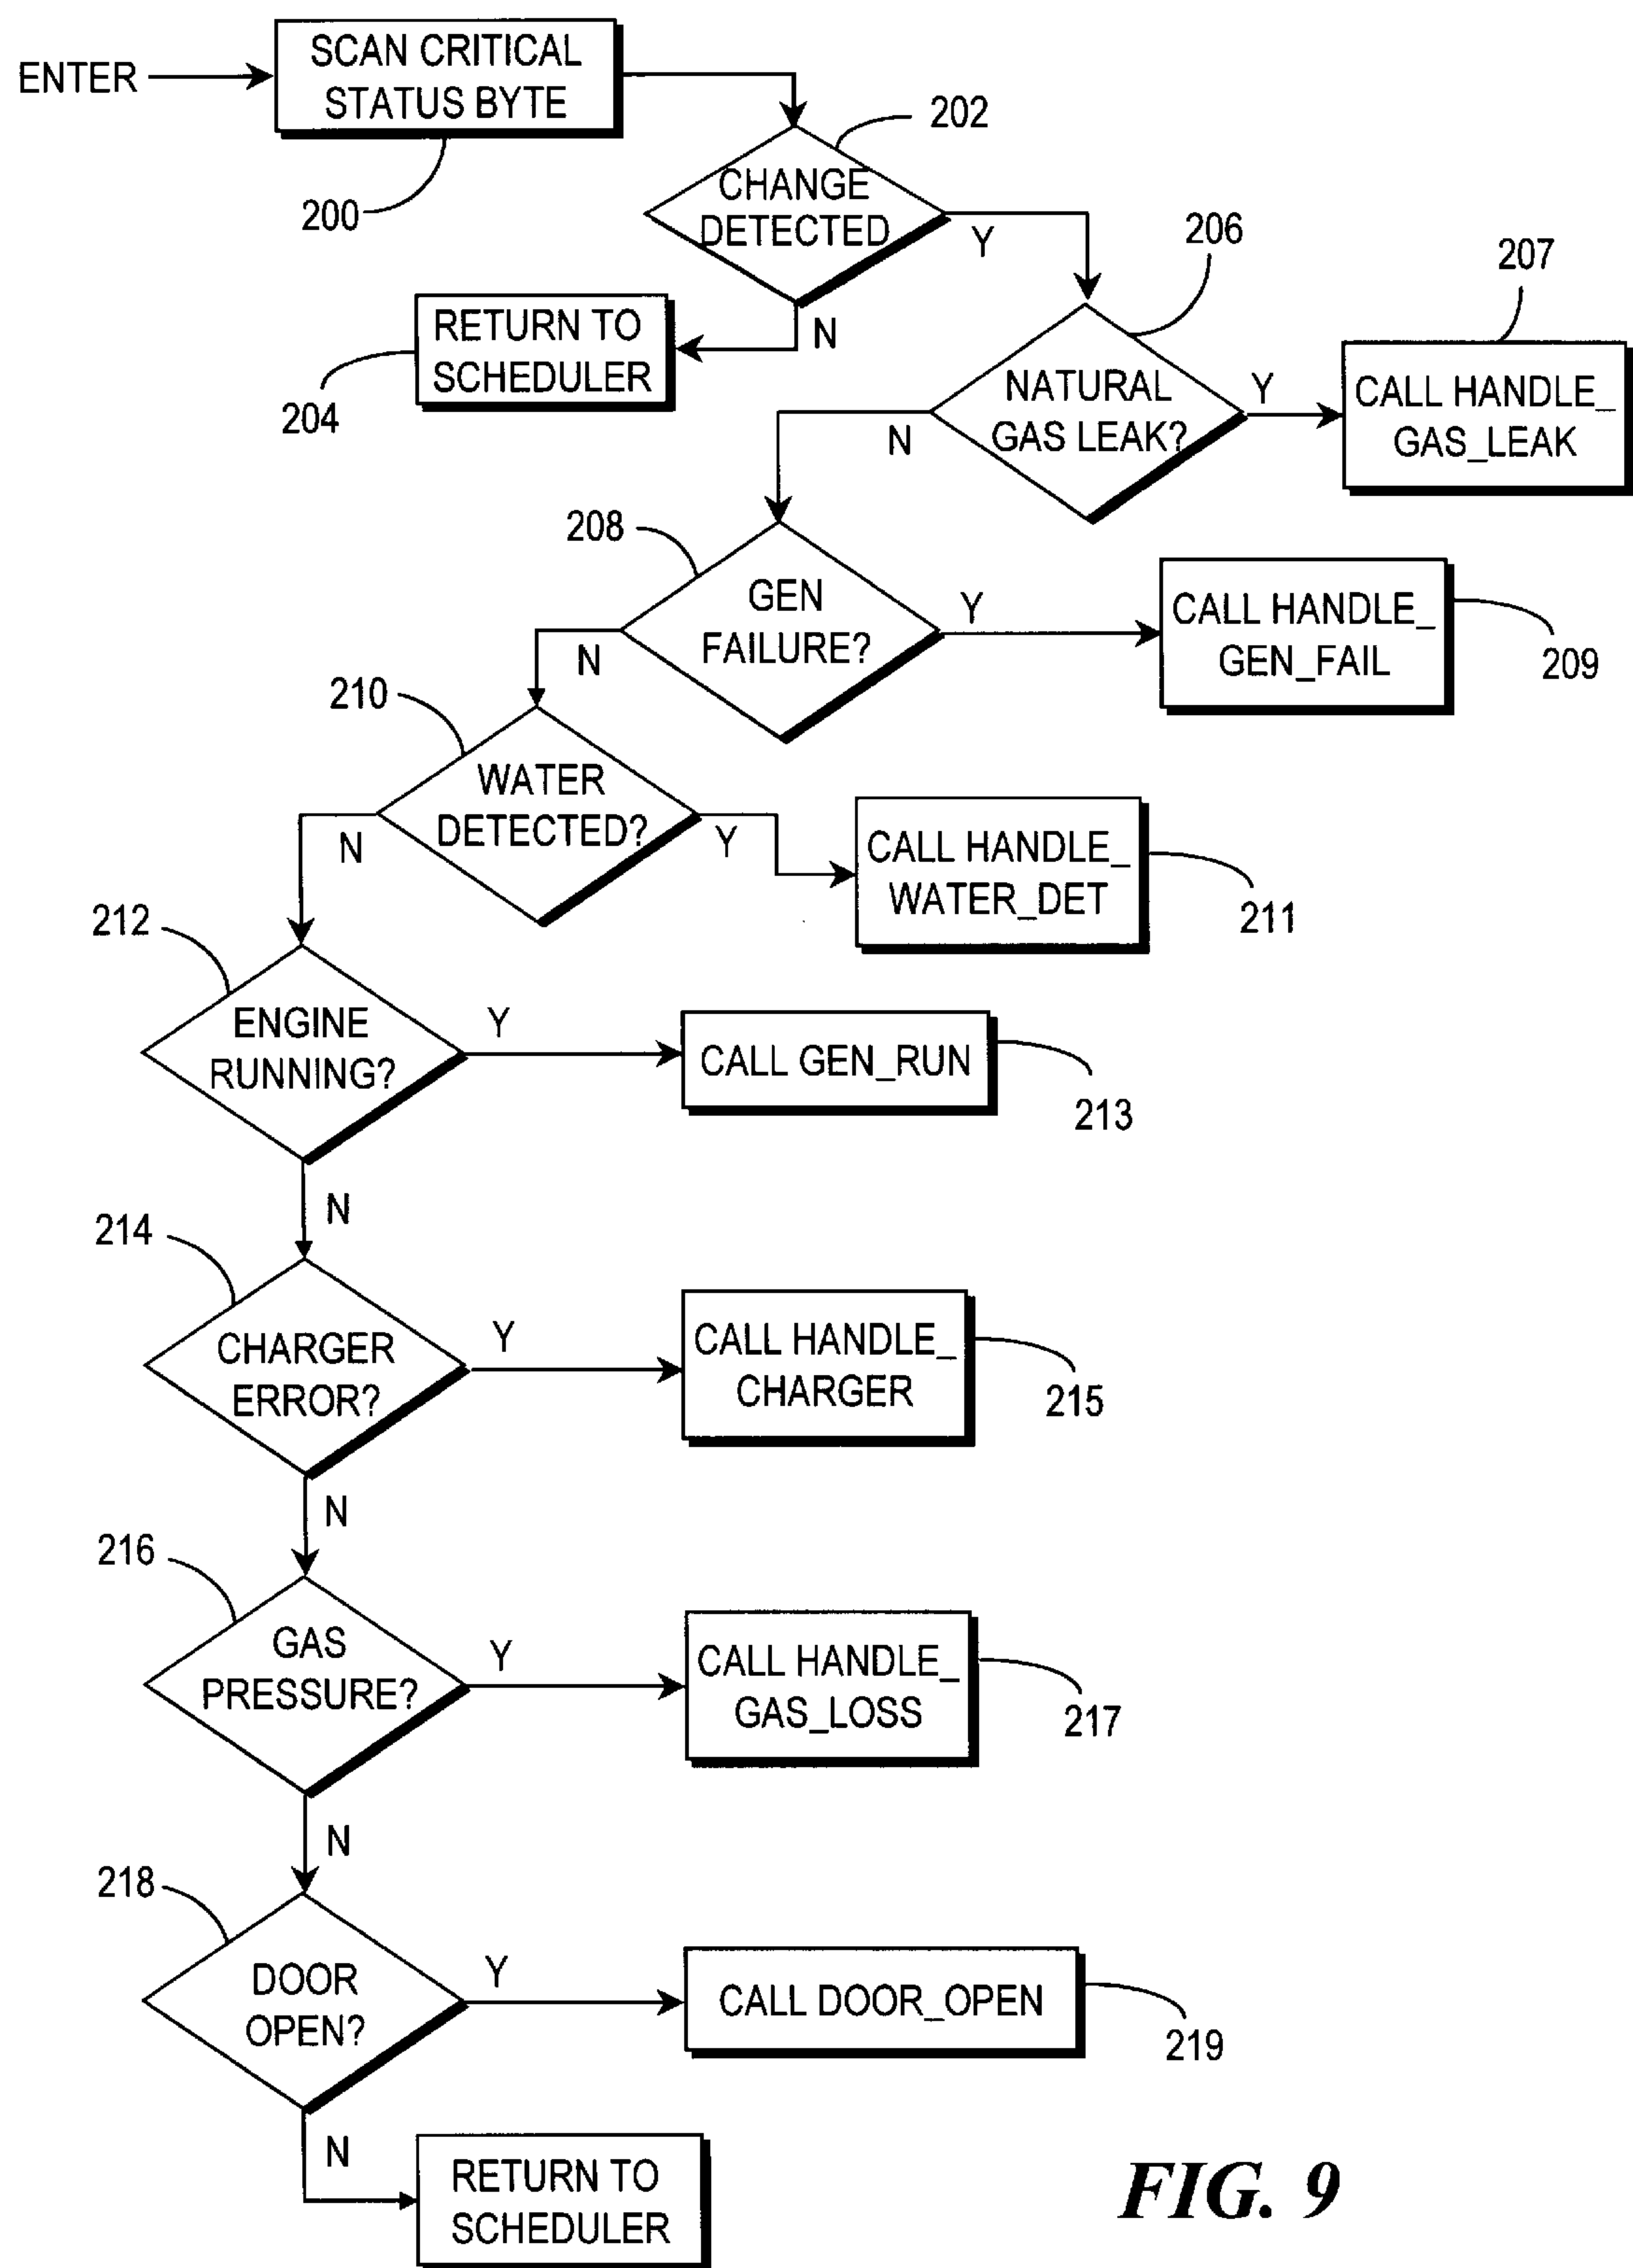 ENTER
SCAN CRITICAL
STATUS BYTE
200
202
CHANGE
DETECTED
Y
N
RETURN TO
SCHEDULER
204
206
NATURAL
GAS LEAK?
Y
N
207
CALL HANDLE_
GAS_LEAK
208
GEN
FAILURE?
Y
N
CALL HANDLE_
GEN_FAIL
209
210
WATER
DETECTED?
Y
N
CALL HANDLE_
WATER_DET
211
212
ENGINE
RUNNING?
Y
N
CALL GEN_RUN
213
214
CHARGER
ERROR?
Y
N
CALL HANDLE_
CHARGER
215
216
GAS
PRESSURE?
Y
N
CALL HANDLE_
GAS_LOSS
217
218
DOOR
OPEN?
Y
N
CALL DOOR_OPEN
219
RETURN TO
SCHEDULER
FIG. 9